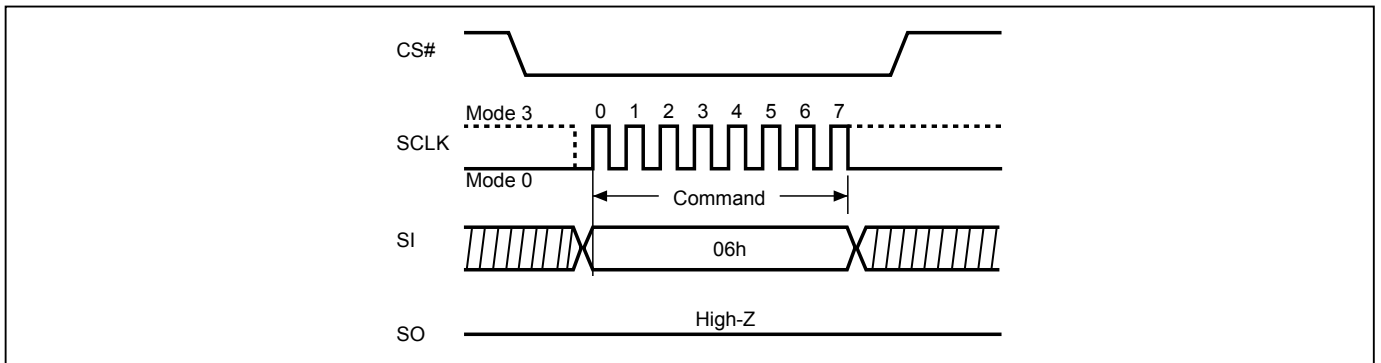 CS#
Mode 3
0 1 2 3 4 5 6 7
SCLK
Mode 0
Command
SI
06h
High-Z
SO